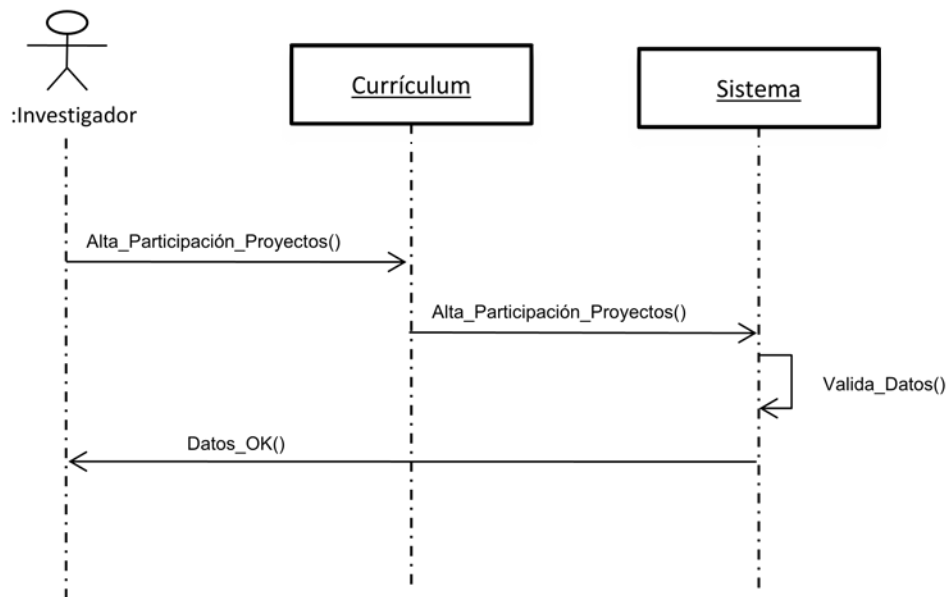 Currículum
Sistema
:Investigador
Alta_Participación_Proyectos()
Alta_Participación_Proyectos()
Valida_Datos()
Datos_OK()